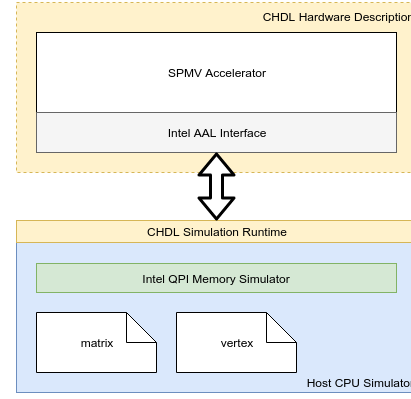 CHDL Hardware Description
SPMV Accelerator
Intel AAL Interface
CHDL Simulation Runtime
Intel QPI Memory Simulator
matrix
vertex
Host CPU Simulator